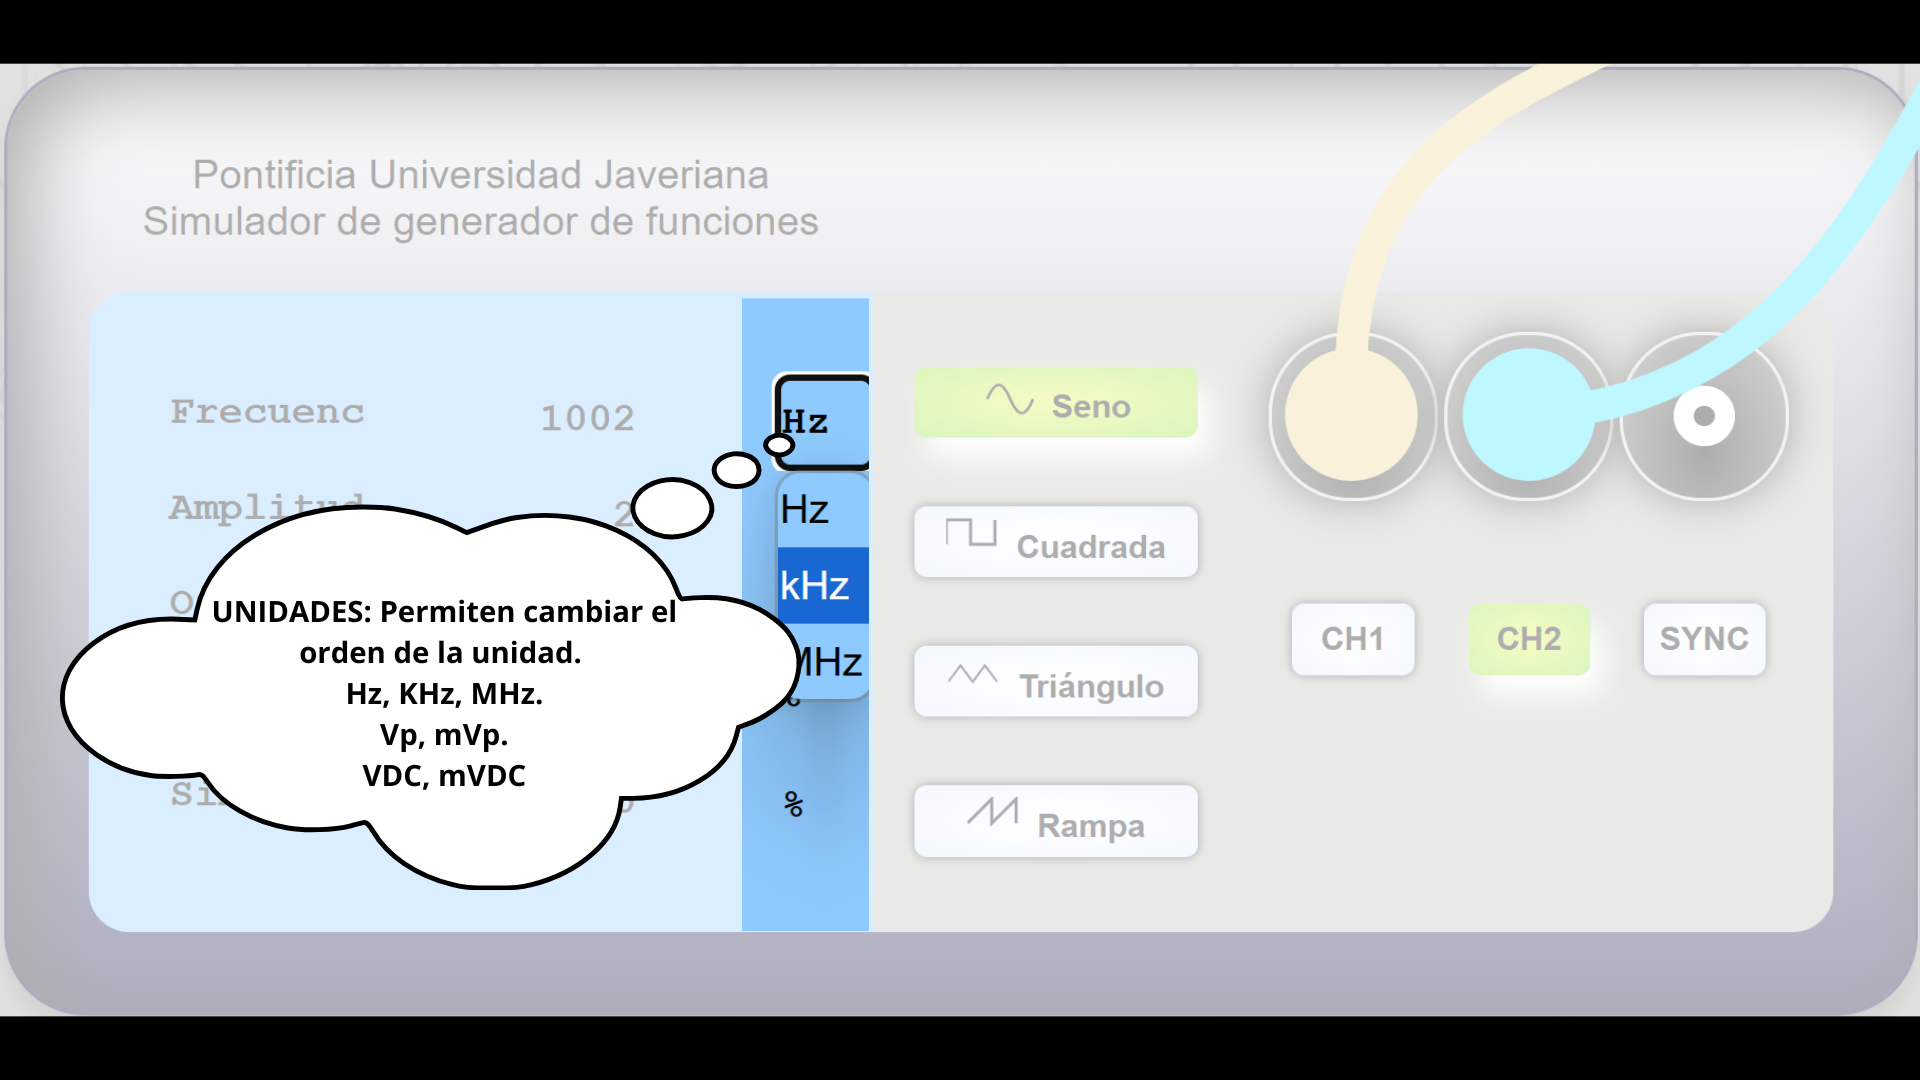 Pontificia Universidad Javeriana
Simulador de generador de funciones
Frecuenc 1002 Hz
Amplitud 2
Hz
kHz
MHz
%
UNIDADES: Permiten cambiar el
orden de la unidad.
Hz, KHz, MHz.
Vp, mVp.
VDC, mVDC
Seno
Cuadrada
Triángulo
Rampa
CH1
CH2
SYNC